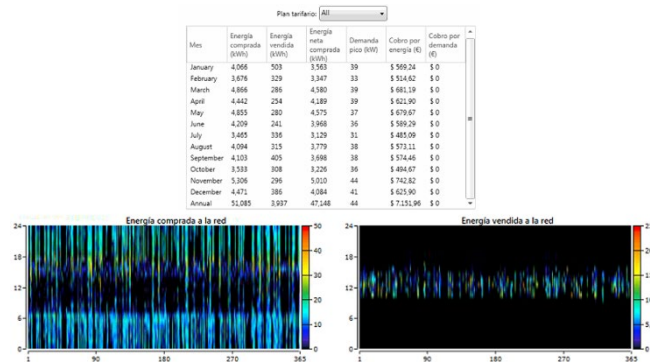 Plan tarifario: All
Mes Energía comprada (kWh) Energía vendida (kWh) Energía neta comprada (kWh) Demanda pico (kW) Cobro por energía (€) Cobro por demanda (€)
January 4,066 503 3,563 39 $ 569,24 $ 0
February 3,676 329 3,347 33 $ 514,62 $ 0
March 4,866 286 4,580 39 $ 681,19 $ 0
April 4,442 254 4,189 39 $ 621,90 $ 0
May 4,855 280 4,575 37 $ 679,67 $ 0
June 4,209 241 3,968 36 $ 589,29 $ 0
July 3,465 336 3,129 31 $ 485,09 $ 0
August 4,094 315 3,779 38 $ 573,11 $ 0
September 4,103 405 3,698 38 $ 574,46 $ 0
October 3,533 308 3,226 36 $ 494,67 $ 0
November 5,306 296 5,010 44 $ 742,82 $ 0
December 4,471 386 4,084 41 $ 625,90 $ 0
Annual 51,085 3,937 47,148 44 $ 7.151,96 $ 0
Energía comprada a la red
24
18
12
6
0
1 90 180 270 365
50
40
30
20
10
0
Energía vendida a la red
24
18
12
6
0
1 90 180 270 365
20
15
10
5
0